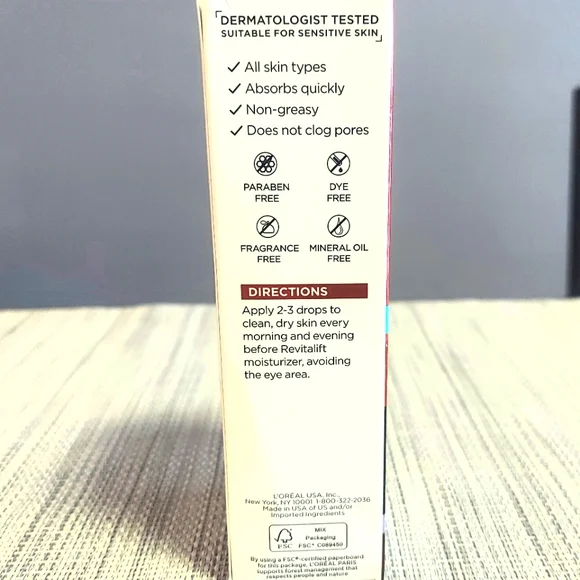 DERMATOLOGIST TESTED
SUITABLE FOR SENSITIVE SKIN
✓ All skin types
✓ Absorbs quickly
✓ Non-greasy
✓ Does not clog pores
PARABEN FREE
DYE FREE
FRAGRANCE FREE
MINERAL OIL FREE
DIRECTIONS
Apply 2-3 drops to
clean, dry skin every
morning and evening
before Revitalift
moisturizer, avoiding
the eye area.
L'ORÉAL USA, Inc.,
New York, NY 10001 1-800-322-2036
Made in USA of US and/or
Imported Ingredients
FSC
MIX
Packaging
FSC® C089450
By using a FSC®-certified paperboard
for this package, L'ORÉAL PARIS
supports forest management that
respects people and nature.